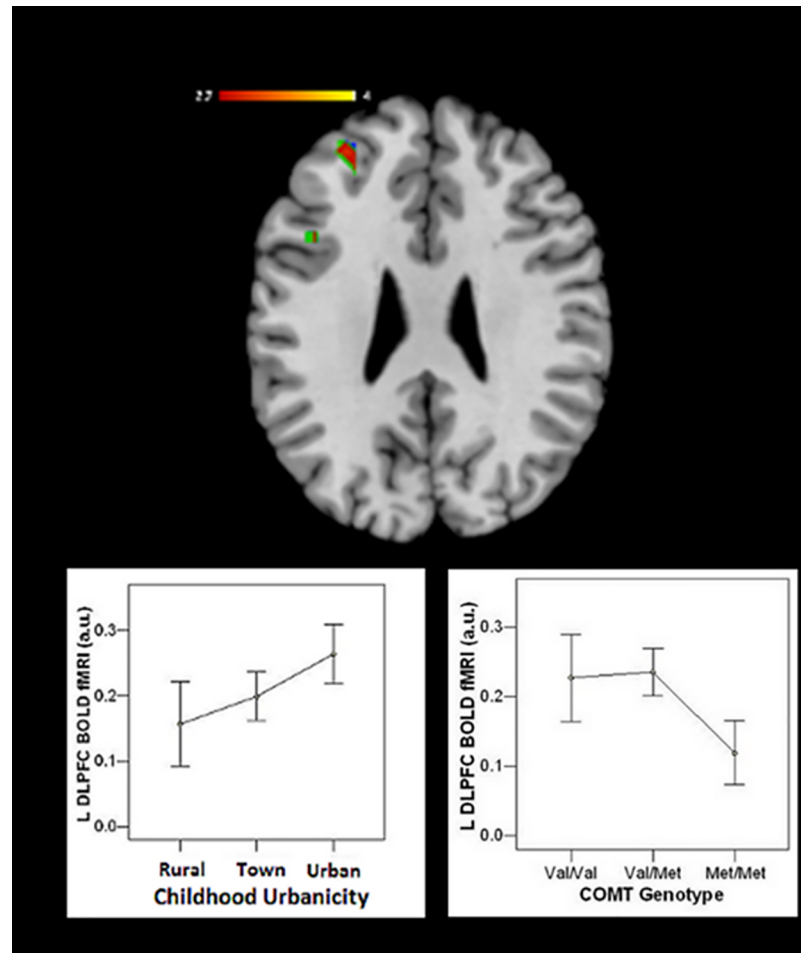 2.7 4
L DLPFC BOLD fMRI (a.u.)
0.3
0.2
0.1
0.0
Rural Town Urban
Childhood Urbanicity
L DLPFC BOLD fMRI (a.u.)
0.3
0.2
0.1
0.0
Val/Val Val/Met Met/Met
COMT Genotype